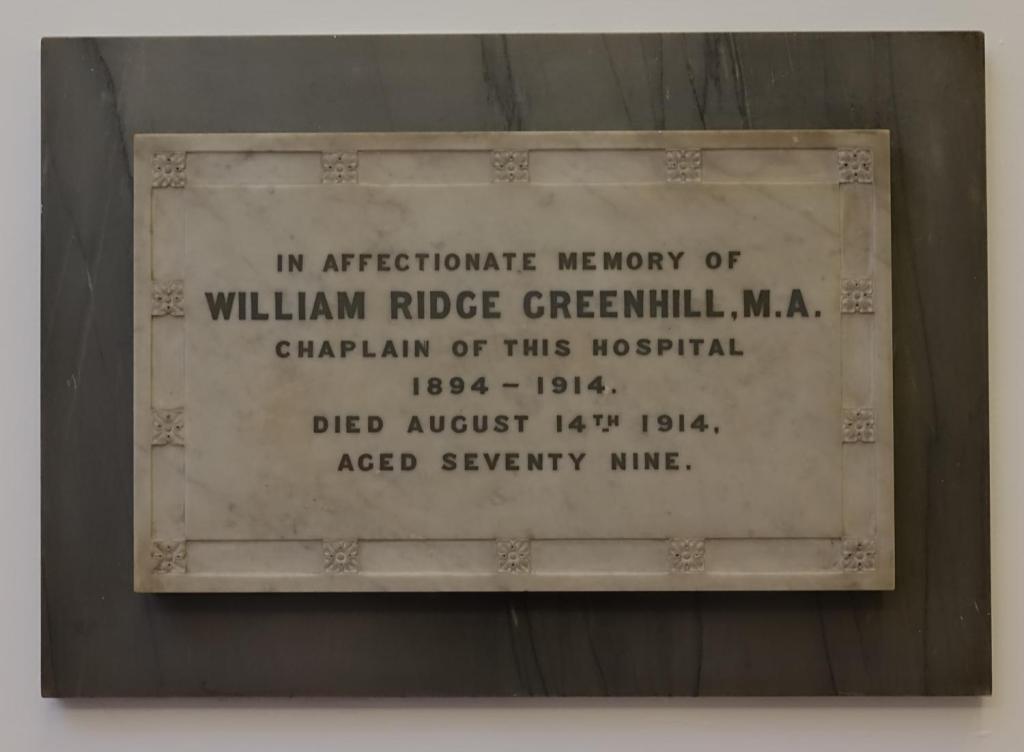 IN AFFECTIONATE MEMORY OF
WILLIAM RIDGE GREENHILL, M.A.
CHAPLAIN OF THIS HOSPITAL
1894 – 1914.
DIED AUGUST 14TH 1914,
AGED SEVENTY NINE.